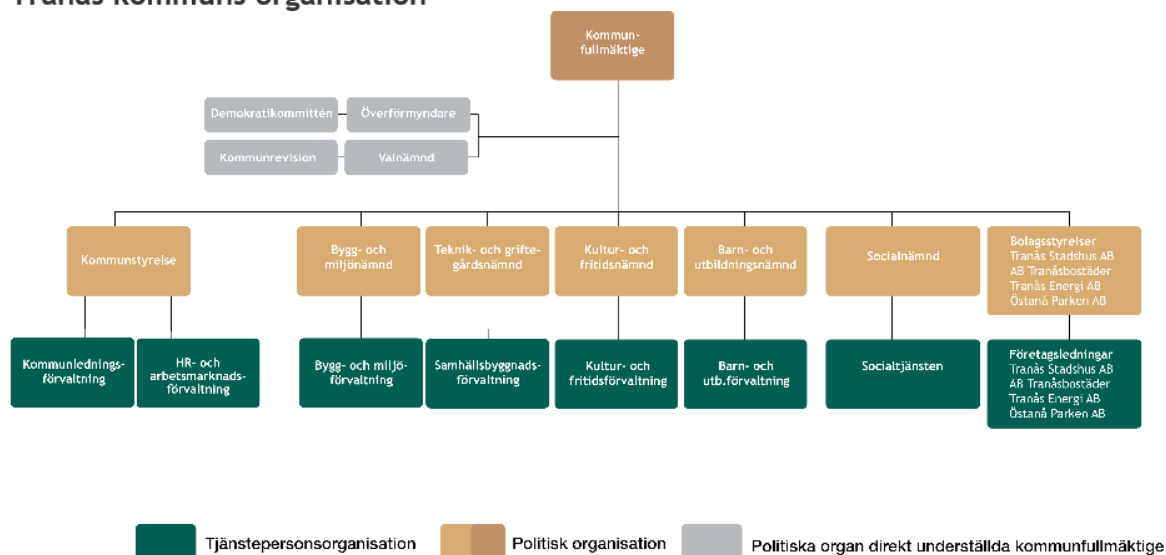 Tranås kommuns organisation
Kommun-
fullmäktige
Demokratikommittén
Överförmyndare
Kommunrevision
Valnämnd
Kommunstyrelse
Bygg- och
miljönämnd
Teknik- och grifte-
gårdsnämnd
Kultur- och
fritidsnämnd
Barn- och
utbildningsnämnd
Socialnämnd
Bolagsstyrelser
Tranås Stadshus AB
AB Tranåsbostäder
Tranås Energi AB
Östanå Parken AB
Kommunlednings-
förvaltning
HR- och
arbetsmarknads-
förvaltning
Bygg- och miljö-
förvaltning
Samhällsbyggnads-
förvaltning
Kultur- och
fritidsförvaltning
Barn- och
utb.förvaltning
Socialtjänsten
Företagsledningar
Tranås Stadshus AB
AB Tranåsbostäder
Tranås Energi AB
Östanå Parken AB
Tjänstepersonsorganisation
Politisk organisation
Politiska organ direkt underställda kommunfullmäktige